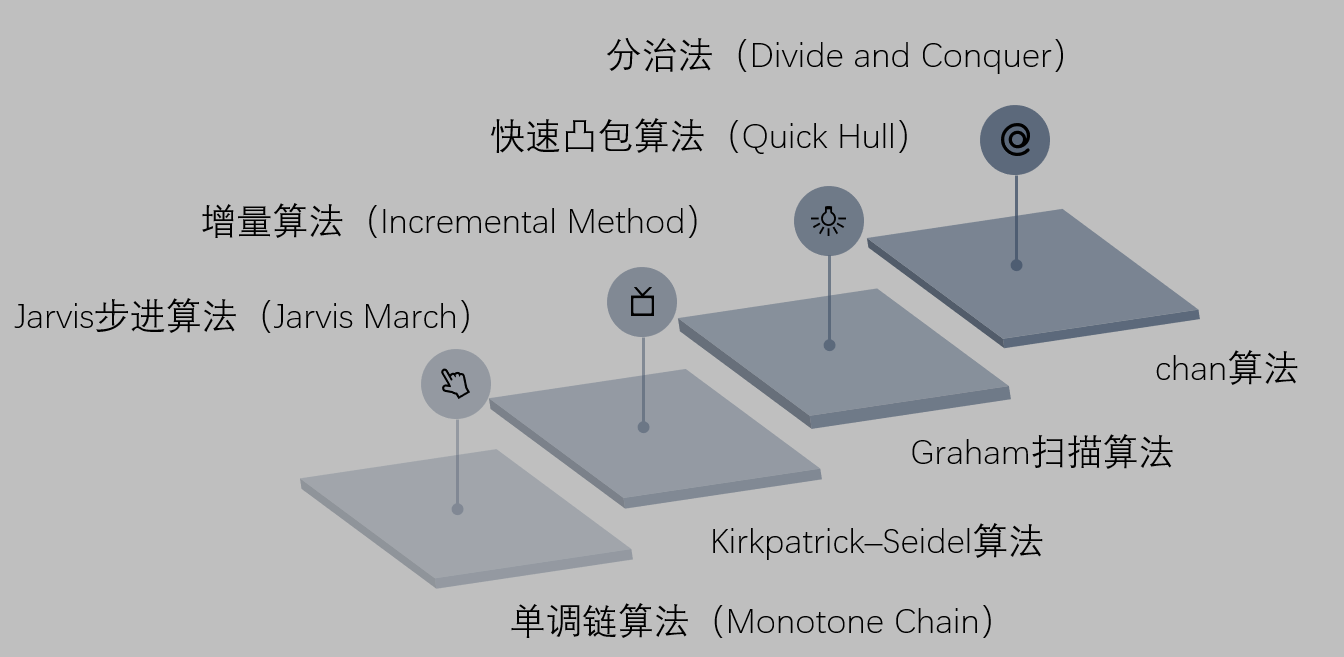 分治法（Divide and Conquer）
快速凸包算法（Quick Hull）
增量算法（Incremental Method）
Jarvis步进算法（Jarvis March）
chan算法
Graham扫描算法
Kirkpatrick–Seidel算法
单调链算法（Monotone Chain）